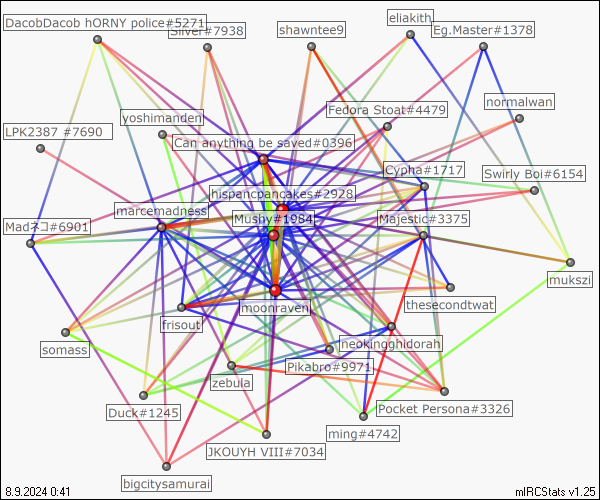 DacobDacob hORNY police#5271
Silver#7938
shawntee9
eliakith
Eg.Master#1378
yoshimanden
Fedora Stoat#4479
normalwan
LPK2387 #7690
Can anything be saved#0396
Cypha#1717
Swirly Boi#6154
hispancpancakes#2928
marcemadness
Mushy#1984
Majestic#3375
Madネコ#6901
mukszi
moonraven
thesecondtwat
frisout
neokingghidorah
somass
Pikabro#9971
zebula
Duck#1245
Pocket Persona#3326
ming#4742
JKOUYH VIII#7034
bigcitysamurai
8.9.2024 0:41
mIRCStats v1.25